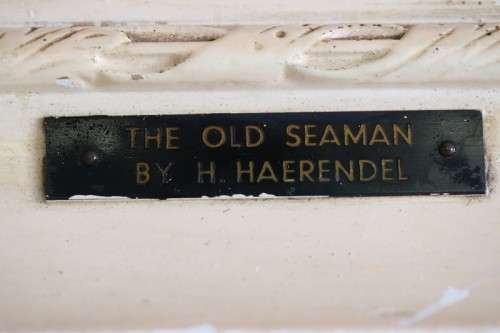 THE OLD SEAMAN
BY H. HAERENDEL